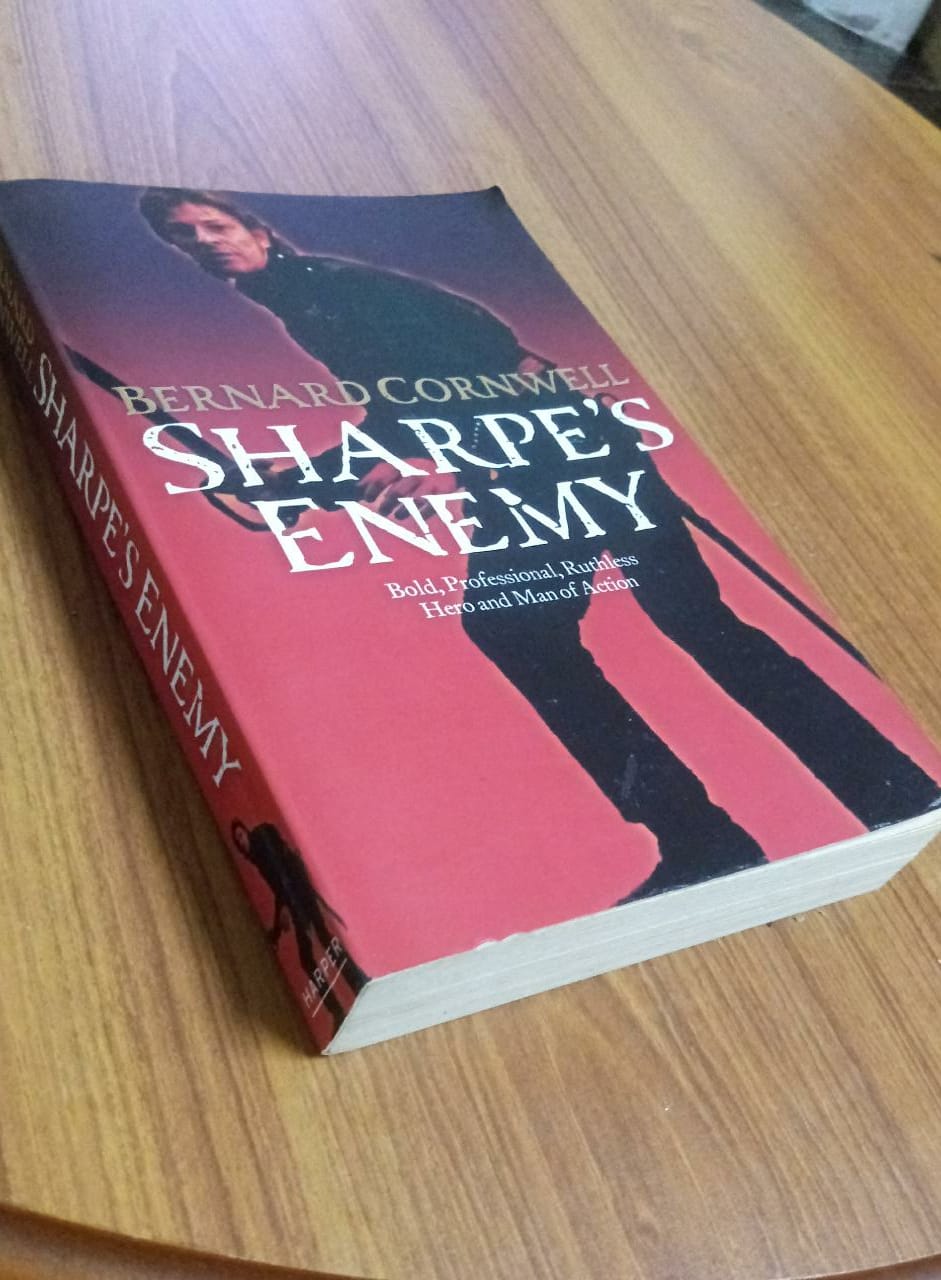 BERNARD CORNWELL
SHARPE'S
ENEMY
Bold, Professional, Ruthless
Hero and Man of Action
SHARPE'S ENEMY
HARPER